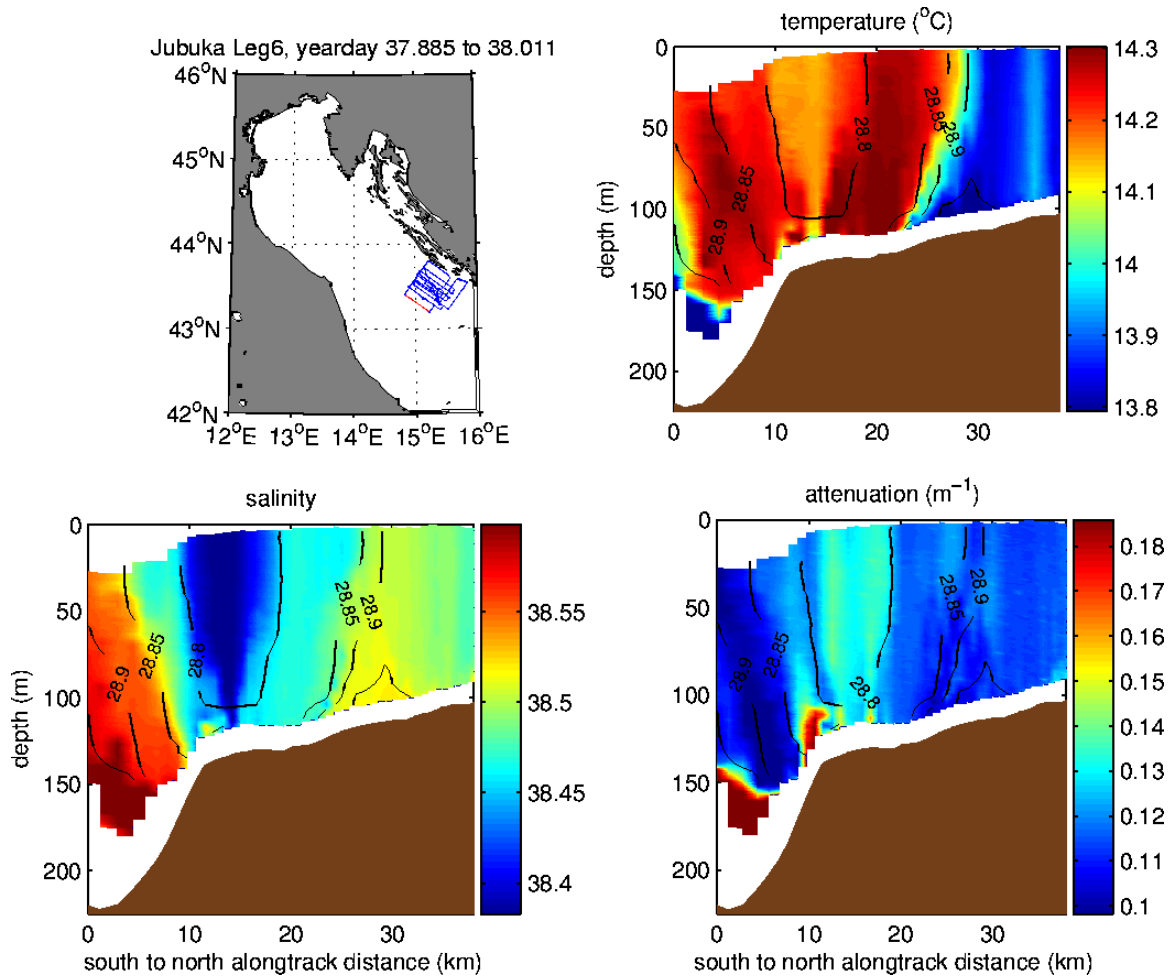 Jubuka Leg6, yearday 37.885 to 38.011
46°N
45°N
44°N
43°N
42°N
12°E 13°E 14°E 15°E 16°E
temperature (°C)
0
50
100
150
200
depth (m)
0 10 20 30
28.9
28.85
28.8
28.85
28.9
14.3
14.2
14.1
14
13.9
13.8
salinity
0
50
100
150
200
depth (m)
0 10 20 30
south to north alongtrack distance (km)
28.9
28.85
28.8
28.85
28.9
38.55
38.5
38.45
38.4
attenuation (m⁻¹)
0
50
100
150
200
0 10 20 30
south to north alongtrack distance (km)
28.9
28.85
28.8
28.85
28.9
0.18
0.17
0.16
0.15
0.14
0.13
0.12
0.11
0.1